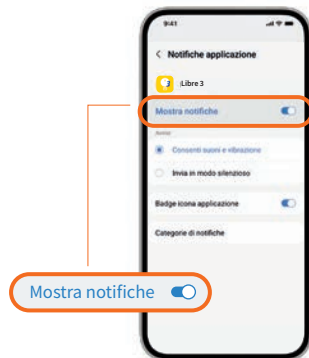 9:41
< Notifiche applicazione
Libre 3
Mostra notifiche
Avvisi
Consenti suoni e vibrazione
Invia in modo silenzioso
Badge icona applicazione
Categorie di notifiche
Mostra notifiche